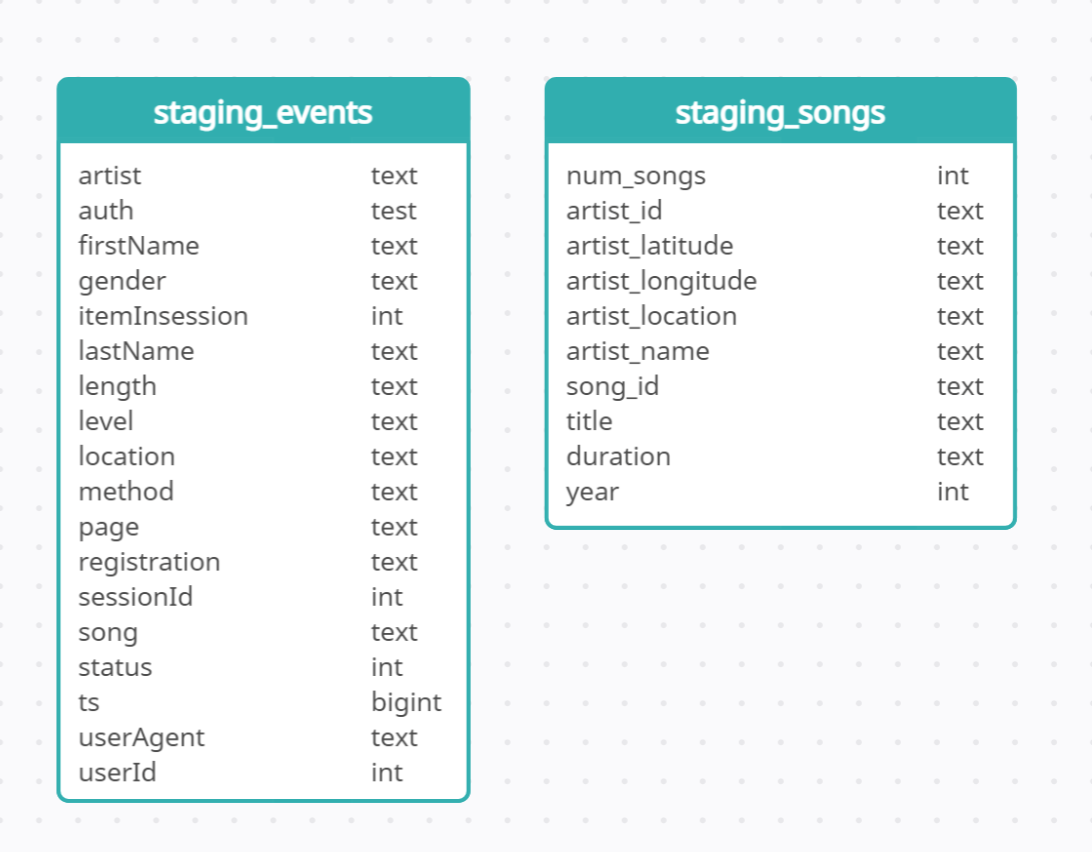 staging_events
artist text
auth test
firstName text
gender text
itemInsession int
lastName text
length text
level text
location text
method text
page text
registration text
sessionId int
song text
status int
ts bigint
userAgent text
userId int
staging_songs
num_songs int
artist_id text
artist_latitude text
artist_longitude text
artist_location text
artist_name text
song_id text
title text
duration text
year int